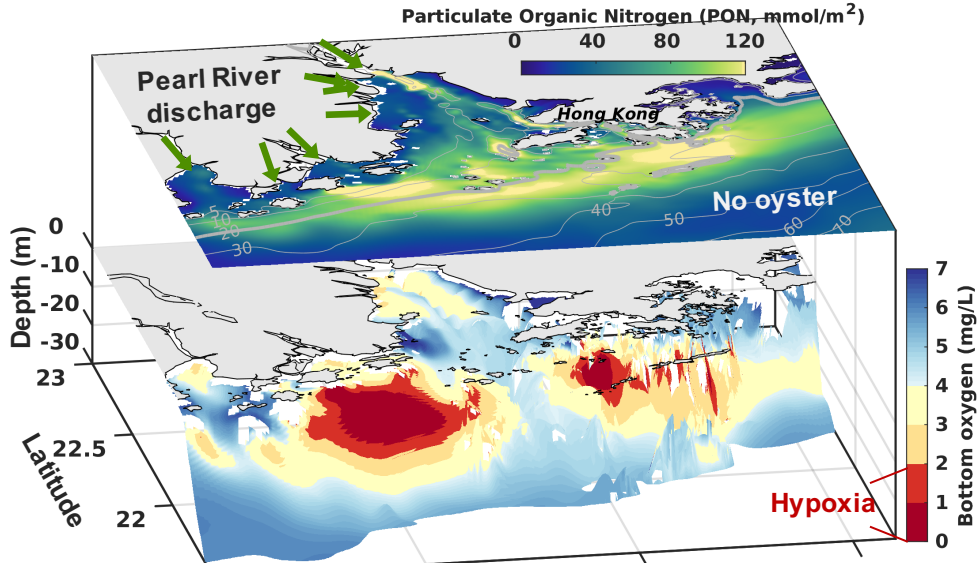 Particulate Organic Nitrogen (PON, mmol/m²)
0 40 80 120
Pearl River
discharge
Hong Kong
No oyster
5
10
20
30
40
50
60
70
Depth (m)
0
-10
-20
-30
23
22.5
22
Latitude
Hypoxia
7
6
5
4
3
2
1
0
Bottom oxygen (mg/L)